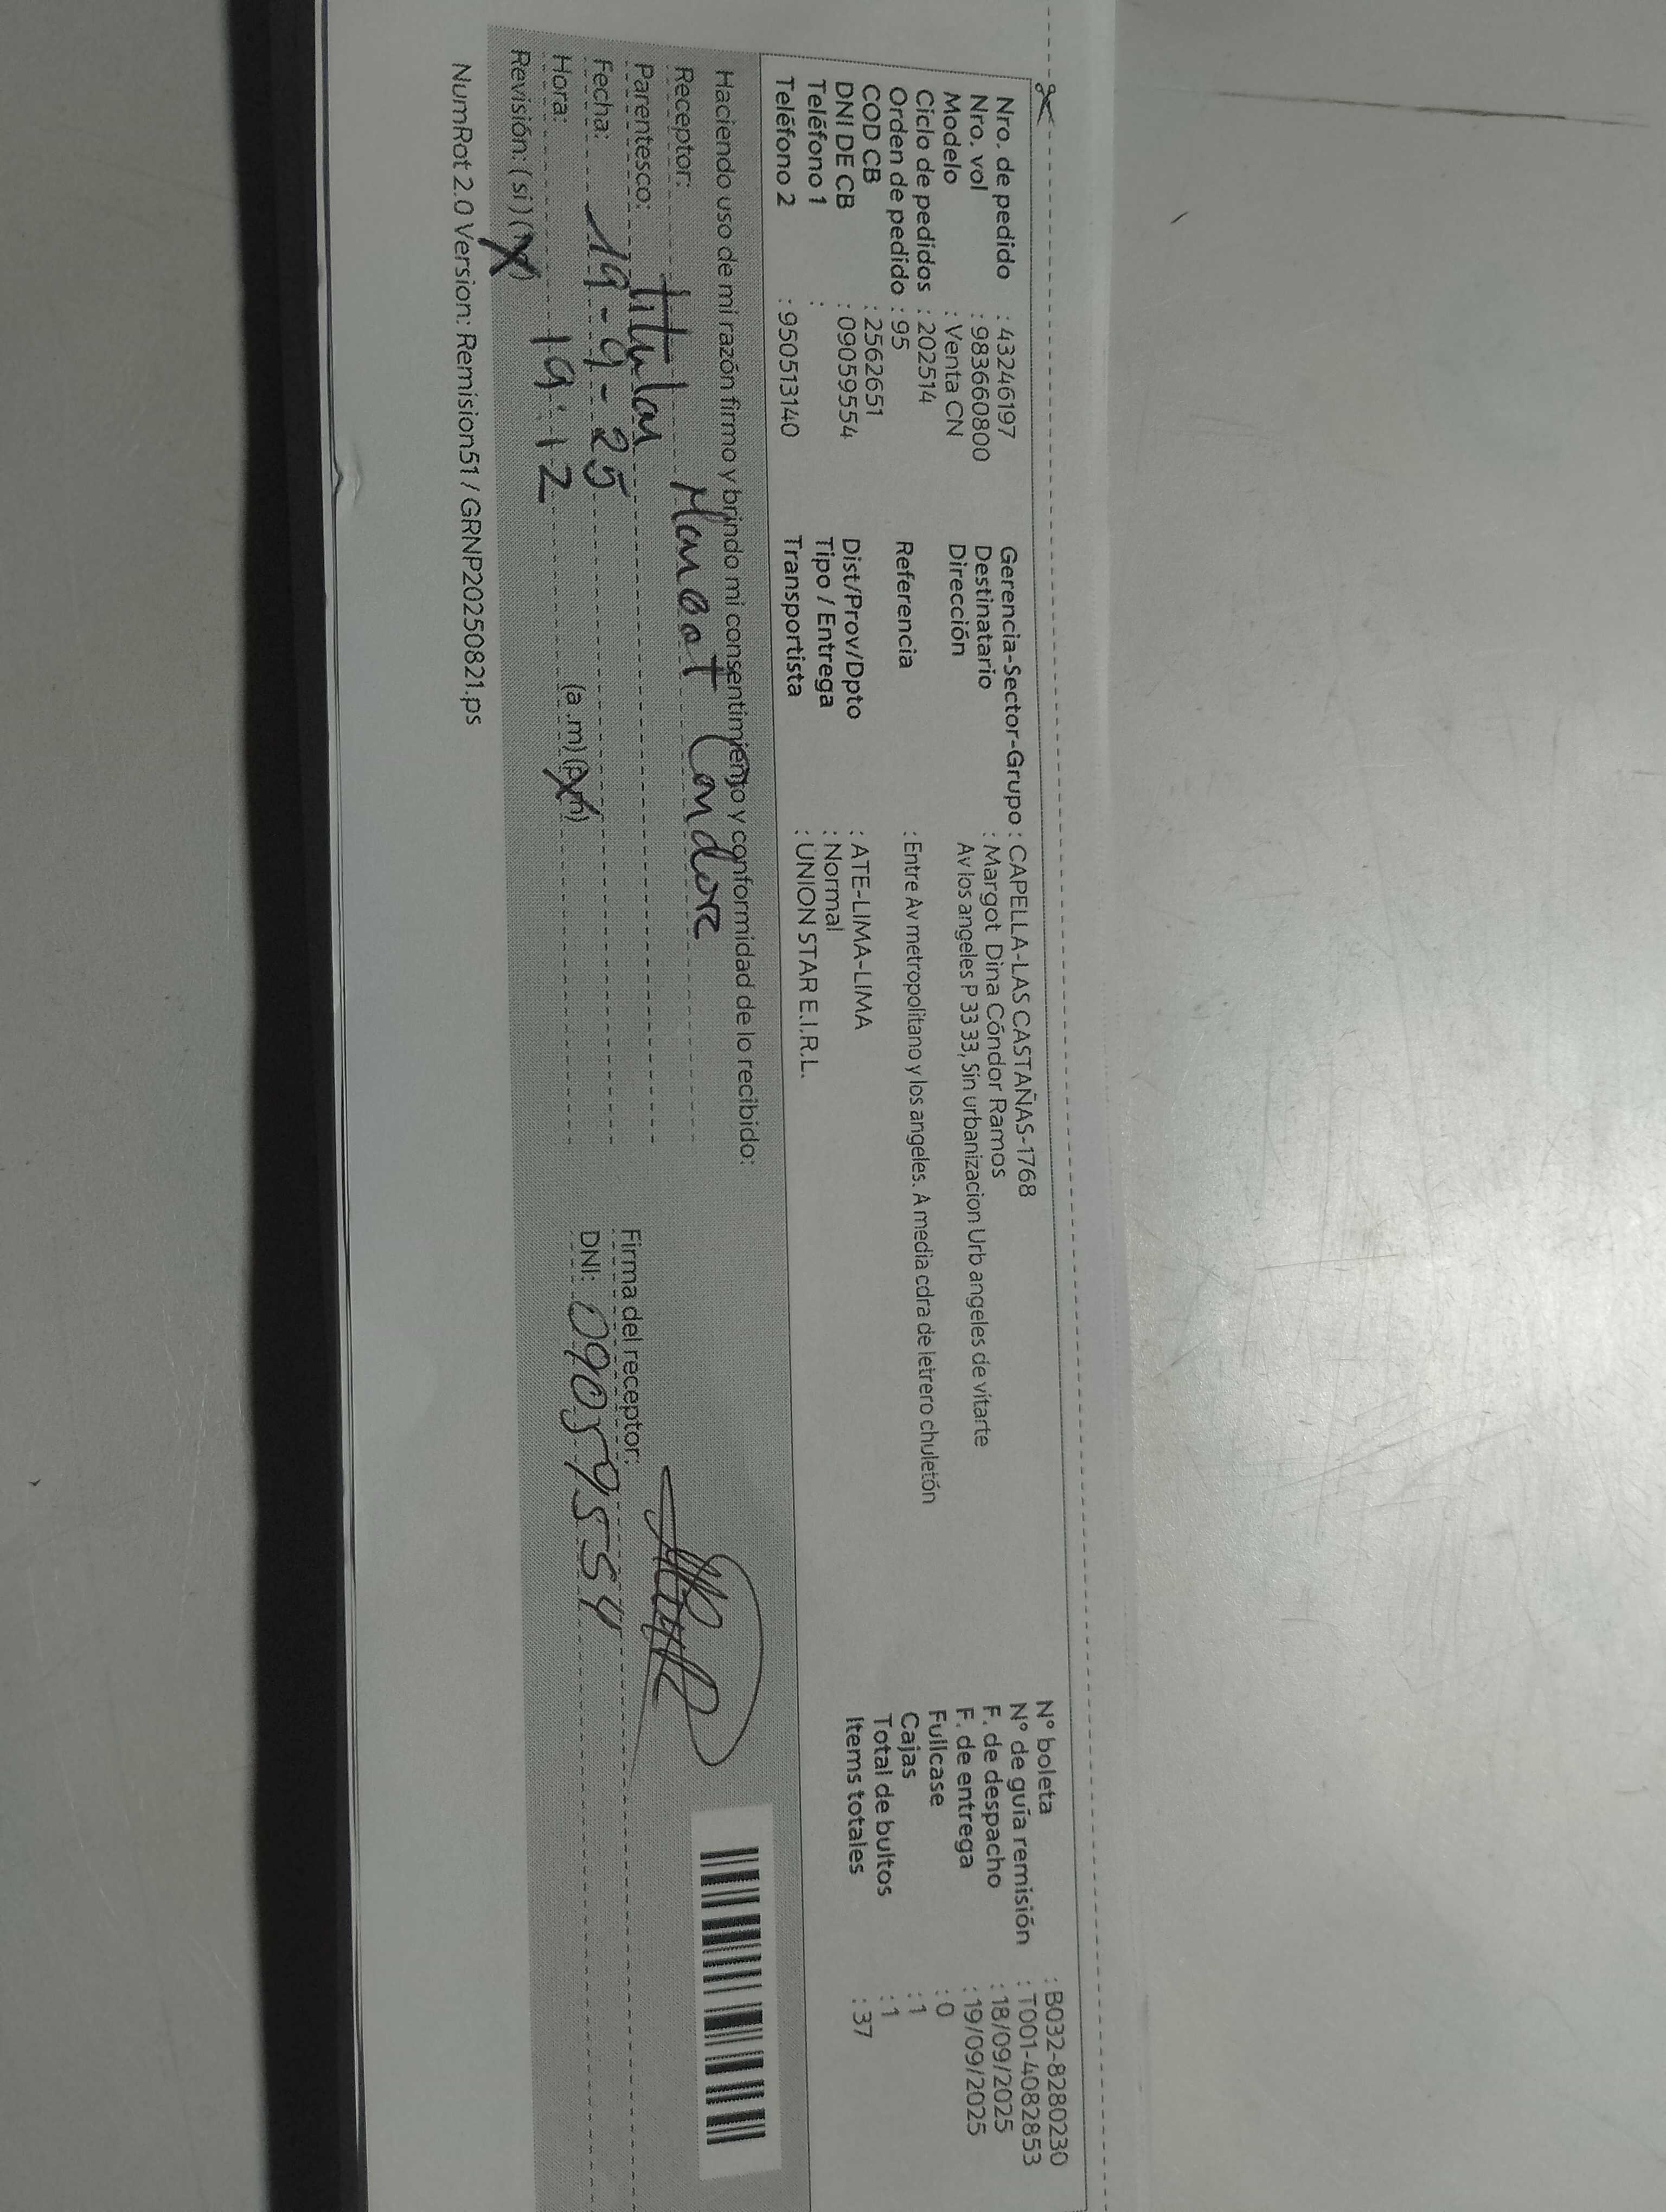 Nro. de pedido : 43246197
Nro. vol : 983660800
Modelo : Venta CN
Ciclo de pedidos : 202514
Orden de pedido : 95
COD CB : 2562651
DNI DE CB : 09059554
Teléfono 1 :
Teléfono 2 : 950513140
Gerencia-Sector-Grupo : CAPELLA-LAS CASTAÑAS-1768
Destinatario : Margot Dina Cóndor Ramos
Dirección Av los angeles P 33 33, Sin urbanizacion Urb angeles de vitarte
Referencia : Entre Av metropolitano y los angeles. A media cdra de letrero chuletón
Dist/Prov/Dpto : ATE-LIMA-LIMA
Tipo / Entrega : Normal
Transportista : UNION STAR E.I.R.L.
N° boleta : B032-8280230
N° de guía remisión : T001-4082853
F. de despacho : 18/09/2025
F. de entrega : 19/09/2025
Fullcase : 0
Cajas : 1
Total de bultos : 1
Items totales : 37
Haciendo uso de mi razón firmo y brindo mi consentimiento y conformidad de lo recibido:
Receptor: Condore
Parentesco: titular
Fecha: 19-9-25
Hora: 19:12 (a.m) (p.m)
Revisión: (si) (X)
Firma del receptor:
DNI: 09059554
NumRot 2.0 Version: Remision51 / GRNP20250821.ps